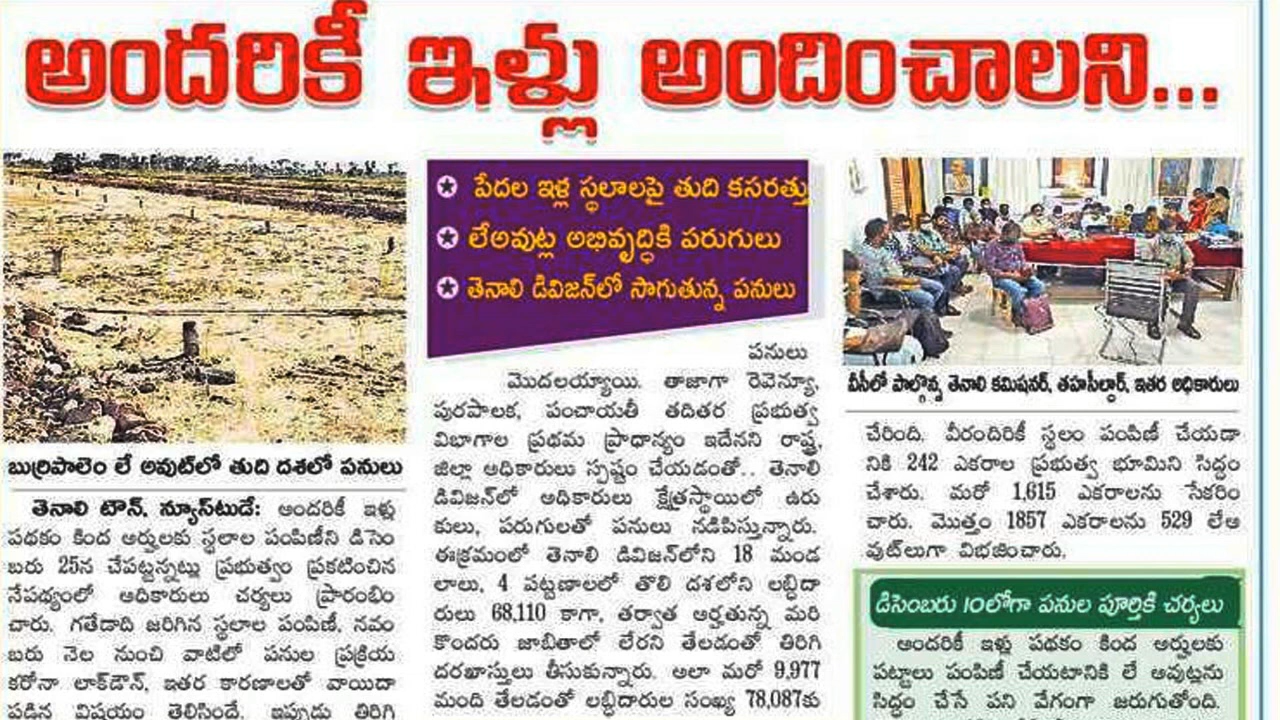 అందరికీ ఇళ్లు అందించాలని...
బుర్రిపాలెం లే అవుట్‌లో తుది దశలో పనులు
తెనాలి టౌన్, న్యూస్‌టుడే: అందరికీ ఇళ్లు
పథకం కింద అర్హులకు స్థలాల పంపిణీని డిసెం
బరు 25న చేపట్టన్నట్లు ప్రభుత్వం ప్రకటించిన
నేపథ్యంలో అధికారులు చర్యలు ప్రారంభిం
చారు. గతేడాది జరిగిన స్థలాల పంపిణీ, నవం
బరు నెల నుంచి వాటిలో పనుల ప్రక్రియ
కరోనా లాక్‌డౌన్, ఇతర కారణాలతో వాయిదా
పడిన విషయం తెలిసిందే. ఇప్పుడు తిరిగి
✪ పేదల ఇళ్ల స్థలాలపై తుది కసరత్తు
✪ లేఅవుట్ల అభివృద్ధికి పరుగులు
✪ తెనాలి డివిజన్‌లో సాగుతున్న పనులు
పనులు
మొదలయ్యాయి. తాజాగా రెవెన్యూ,
పురపాలక, పంచాయతీ తదితర ప్రభుత్వ
విభాగాల ప్రథమ ప్రాధాన్యం ఇదేనని రాష్ట్ర,
జిల్లా అధికారులు స్పష్టం చేయడంతో.. తెనాలి
డివిజన్‌లో అధికారులు క్షేత్రస్థాయిలో ఉరు
కులు, పరుగులతో పనులు నడిపిస్తున్నారు.
ఈక్రమంలో తెనాలి డివిజన్‌లోని 18 మండ
లాలు, 4 పట్టణాలలో తొలి దశలోని లబ్ధిదా
రులు 68,110 కాగా, తర్వాత అర్హతున్న మరి
కొందరు జాబితాలో లేరని తేలడంతో తిరిగి
దరఖాస్తులు తీసుకున్నారు. అలా మరో 9,977
మంది తేలడంతో లబ్ధిదారుల సంఖ్య 78,087కు
వీసీలో పాల్గొన్న తెనాలి కమిషనర్, తహసీల్దార్, ఇతర అధికారులు
చేరింది. వీరందిరికీ స్థలం పంపిణీ చేయడా
నికి 242 ఎకరాల ప్రభుత్వ భూమిని సిద్ధం
చేశారు. మరో 1,615 ఎకరాలను సేకరిం
చారు. మొత్తం 1857 ఎకరాలను 529 లేఅ
వుట్‌లుగా విభజించారు.
డిసెంబరు 10లోగా పనుల పూర్తికి చర్యలు
అందరికీ ఇళ్లు పథకం కింద అర్హులకు
పట్టాలు పంపిణీ చేయటానికి లే అవుట్లను
సిద్ధం చేసే పని వేగంగా జరుగుతోంది.